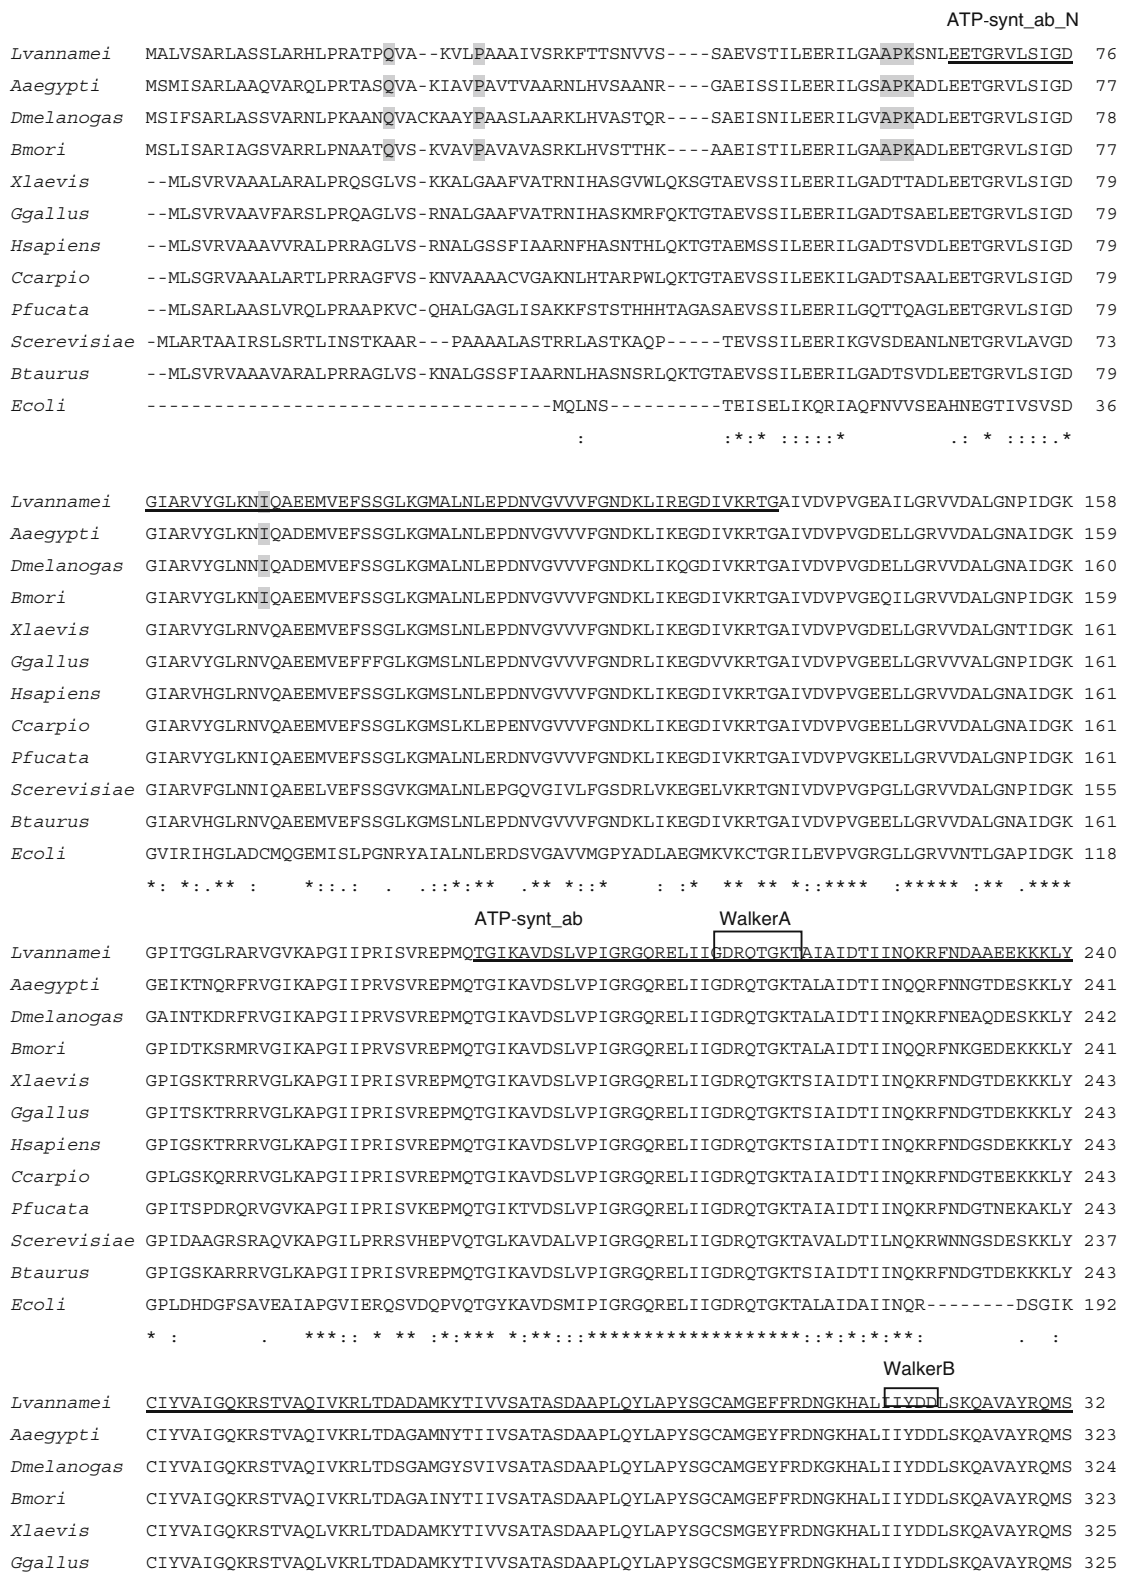 ATP-synt_ab_N
Lvannamei MALVSARLASSLARHLPRATPQVA--KVLPAAAIVSRKFTTSNVVS----SAEVSTILEERILGAAPKSNLEETGRVLSIGD 76
Aaegypti MSMISARLAAQVARQLPRTASQVA-KIAVPAVTVAARNLHVSAANR----GAEISSILEERILGSAPKADLEETGRVLSIGD 77
Dmelanogas MSIFSARLASSVARNLPKAANQVACKAAYPAASLAARKLHVASTQR----SAEISNILEERILGVAPKADLEETGRVLSIGD 78
Bmori MSLISARIAGSVARRLPNAATQVS-KVAVPAVAVASRKLHVSTTHK----AAEISTILEERILGAAPKADLEETGRVLSIGD 77
Xlaevis --MLSVRVAAALARALPRQSGLVS-KKALGAAFVATRNIHASGVWLQKSGTAEVSSILEERILGADTTADLEETGRVLSIGD 79
Ggallus --MLSVRVAAVFARSLPRQAGLVS-RNALGAAFVATRNIHASKMRFQKTGTAEVSSILEERILGADTSAELEETGRVLSIGD 79
Hsapiens --MLSVRVAAAVVRALPRRAGLVS-RNALGSSFIAARNFHASNTHLQKTGTAEMSSILEERILGADTSVDLEETGRVLSIGD 79
Ccarpio --MLSGRVAAALARTLPRRAGFVS-KNVAAAACVGAKNLHTARPWLQKTGTAEVSSILEEKILGADTSAALEETGRVLSIGD 79
Pfucata --MLSARLAASLVRQLPRAAPKVC-QHALGAGLISAKKFSTSTHHHTAGASAEVSSILEERILGQTTQAGLEETGRVLSIGD 79
Scerevisiae -MLARTAAIRSLSRTLINSTKAAR---PAAAALASTRRLASTKAQP-----TEVSSILEERIKGVSDEANLNETGRVLAVGD 73
Btaurus --MLSVRVAAAVARALPRRAGLVS-KNALGSSFIAARNLHASNSRLQKTGTAEVSSILEERILGADTSVDLEETGRVLSIGD 79
Ecoli ------------------------------------MQLNS----------TEISELIKQRIAQFNVVSEAHNEGTIVSVSD 36
: :*:* :::::* .: * ::::.*
Lvannamei GIARVYGLKNIQAEEMVEFSSGLKGMALNLEPDNVGVVVFGNDKLIREGDIVKRTGAIVDVPVGEAILGRVVDALGNPIDGK 158
Aaegypti GIARVYGLKNIQADEMVEFSSGLKGMALNLEPDNVGVVVFGNDKLIKEGDIVKRTGAIVDVPVGDELLGRVVDALGNAIDGK 159
Dmelanogas GIARVYGLNNIQADEMVEFSSGLKGMALNLEPDNVGVVVFGNDKLIKQGDIVKRTGAIVDVPVGDELLGRVVDALGNAIDGK 160
Bmori GIARVYGLKNIQAEEMVEFSSGLKGMALNLEPDNVGVVVFGNDKLIKEGDIVKRTGAIVDVPVGEQILGRVVDALGNPIDGK 159
Xlaevis GIARVYGLRNVQAEEMVEFSSGLKGMSLNLEPDNVGVVVFGNDKLIKEGDIVKRTGAIVDVPVGDELLGRVVDALGNTIDGK 161
Ggallus GIARVYGLRNVQAEEMVEFFFGLKGMSLNLEPDNVGVVVFGNDRLIKEGDVVKRTGAIVDVPVGEELLGRVVVALGNPIDGK 161
Hsapiens GIARVHGLRNVQAEEMVEFSSGLKGMSLNLEPDNVGVVVFGNDKLIKEGDIVKRTGAIVDVPVGEELLGRVVDALGNAIDGK 161
Ccarpio GIARVYGLRNVQAEEMVEFSSGLKGMSLKLEPENVGVVVFGNDKLIKEGDIVKRTGAIVDVPVGEELLGRVVDALGNAIDGK 161
Pfucata GIARVYGLKNIQAEEMVEFSSGLKGMALNLERDNVGVVVFGNDKLIKEGDIVKRTGAIVDVPVGKELLGRVVDALGNPIDGK 161
Scerevisiae GIARVFGLNNIQAEELVEFSSGVKGMALNLEPGQVGIVLFGSDRLVKEGELVKRTGNIVDVPVGPGLLGRVVDALGNPIDGK 155
Btaurus GIARVHGLRNVQAEEMVEFSSGLKGMSLNLEPDNVGVVVFGNDKLIKEGDIVKRTGAIVDVPVGEELLGRVVDALGNAIDGK 161
Ecoli GVIRIHGLADCMQGEMISLPGNRYAIALNLERDSVGAVVMGPYADLAEGMKVKCTGRILEVPVGRGLLGRVVNTLGAPIDGK 118
*: *:.** : *::.: . .::*:** .** *::* : :* ** ** *::**** :***** :** .****
ATP-synt_ab WalkerA
Lvannamei GPITGGLRARVGVKAPGIIPRISVREPMQTGIKAVDSLVPIGRGQRELIIGDRQTGKTAIAIDTIINQKRFNDAAEEKKKLY 240
Aaegypti GEIKTNQRFRVGIKAPGIIPRVSVREPMQTGIKAVDSLVPIGRGQRELIIGDRQTGKTALAIDTIINQQRFNNGTDESKKLY 241
Dmelanogas GAINTKDRFRVGIKAPGIIPRVSVREPMQTGIKAVDSLVPIGRGQRELIIGDRQTGKTALAIDTIINQKRFNEAQDESKKLY 242
Bmori GPIDTKSRMRVGIKAPGIIPRVSVREPMQTGIKAVDSLVPIGRGQRELIIGDRQTGKTALAIDTIINQQRFNKGEDEKKKLY 241
Xlaevis GPIGSKTRRRVGLKAPGIIPRISVREPMQTGIKAVDSLVPIGRGQRELIIGDRQTGKTSIAIDTIINQKRFNDGTDEKKKLY 243
Ggallus GPITSKTRRRVGLKAPGIIPRISVREPMQTGIKAVDSLVPIGRGQRELIIGDRQTGKTSIAIDTIINQKRFNDGTDEKKKLY 243
Hsapiens GPIGSKTRRRVGLKAPGIIPRISVREPMQTGIKAVDSLVPIGRGQRELIIGDRQTGKTSIAIDTIINQKRFNDGSDEKKKLY 243
Ccarpio GPLGSKQRRRVGLKAPGIIPRISVREPMQTGIKAVDSLVPIGRGQRELIIGDRQTGKTAIAIDTIINQKRFNDGTEEKKKLY 243
Pfucata GPITSPDRQRVGVKAPGIIPRISVKEPMQTGIKTVDSLVPIGRGQRELIIGDRQTGKTAIAIDTIINQKRFNDGTNEKAKLY 243
Scerevisiae GPIDAAGRSRAQVKAPGILPRRSVHEPVQTGLKAVDALVPIGRGQRELIIGDRQTGKTAVALDTILNQKRWNNGSDESKKLY 237
Btaurus GPIGSKARRRVGLKAPGIIPRISVREPMQTGIKAVDSLVPIGRGQRELIIGDRQTGKTSIAIDTIINQKRFNDGTDEKKKLY 243
Ecoli GPLDHDGFSAVEAIAPGVIERQSVDQPVQTGYKAVDSMIPIGRGQRELIIGDRQTGKTALAIDAIINQR--------DSGIK 192
* : . ***:: * ** :*:*** *:**:::*******************::*:*:*:**: . :
WalkerB
Lvannamei CIYVAIGQKRSTVAQIVKRLTDADAMKYTIVVSATASDAAPLQYLAPYSGCAMGEFFRDNGKHALIIYDDLSKQAVAYRQMS 32
Aaegypti CIYVAIGQKRSTVAQIVKRLTDAGAMNYTIIVSATASDAAPLQYLAPYSGCAMGEYFRDNGKHALIIYDDLSKQAVAYRQMS 323
Dmelanogas CIYVAIGQKRSTVAQIVKRLTDSGAMGYSVIVSATASDAAPLQYLAPYSGCAMGEYFRDKGKHALIIYDDLSKQAVAYRQMS 324
Bmori CIYVAIGQKRSTVAQIVKRLTDAGAINYTIIVSATASDAAPLQYLAPYSGCAMGEFFRDNGKHALIIYDDLSKQAVAYRQMS 323
Xlaevis CIYVAIGQKRSTVAQLVKRLTDADAMKYTIVVSATASDAAPLQYLAPYSGCSMGEYFRDNGKHALIIYDDLSKQAVAYRQMS 325
Ggallus CIYVAIGQKRSTVAQLVKRLTDADAMKYTIVVSATASDAAPLQYLAPYSGCSMGEYFRDNGKHALIIYDDLSKQAVAYRQMS 325